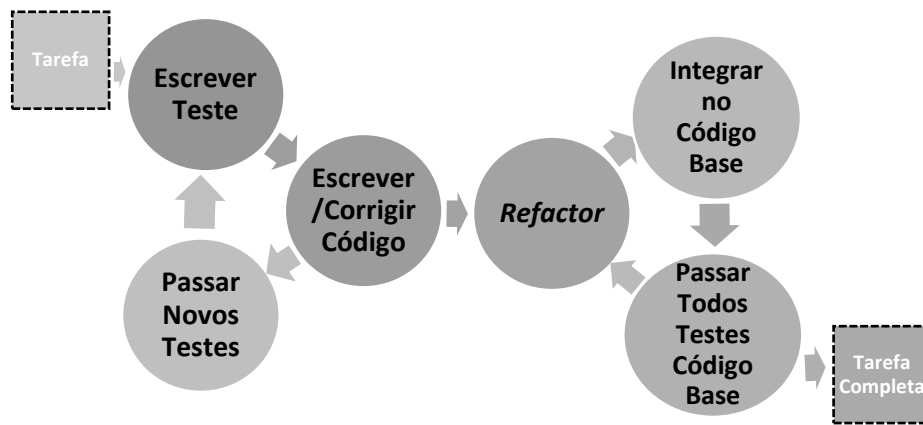 Tarefa
Escrever
Teste
Escrever
/Corrigir
Código
Passar
Novos
Testes
Refactor
Integrar
no
Código
Base
Passar
Todos
Testes
Código
Base
Tarefa
Completa